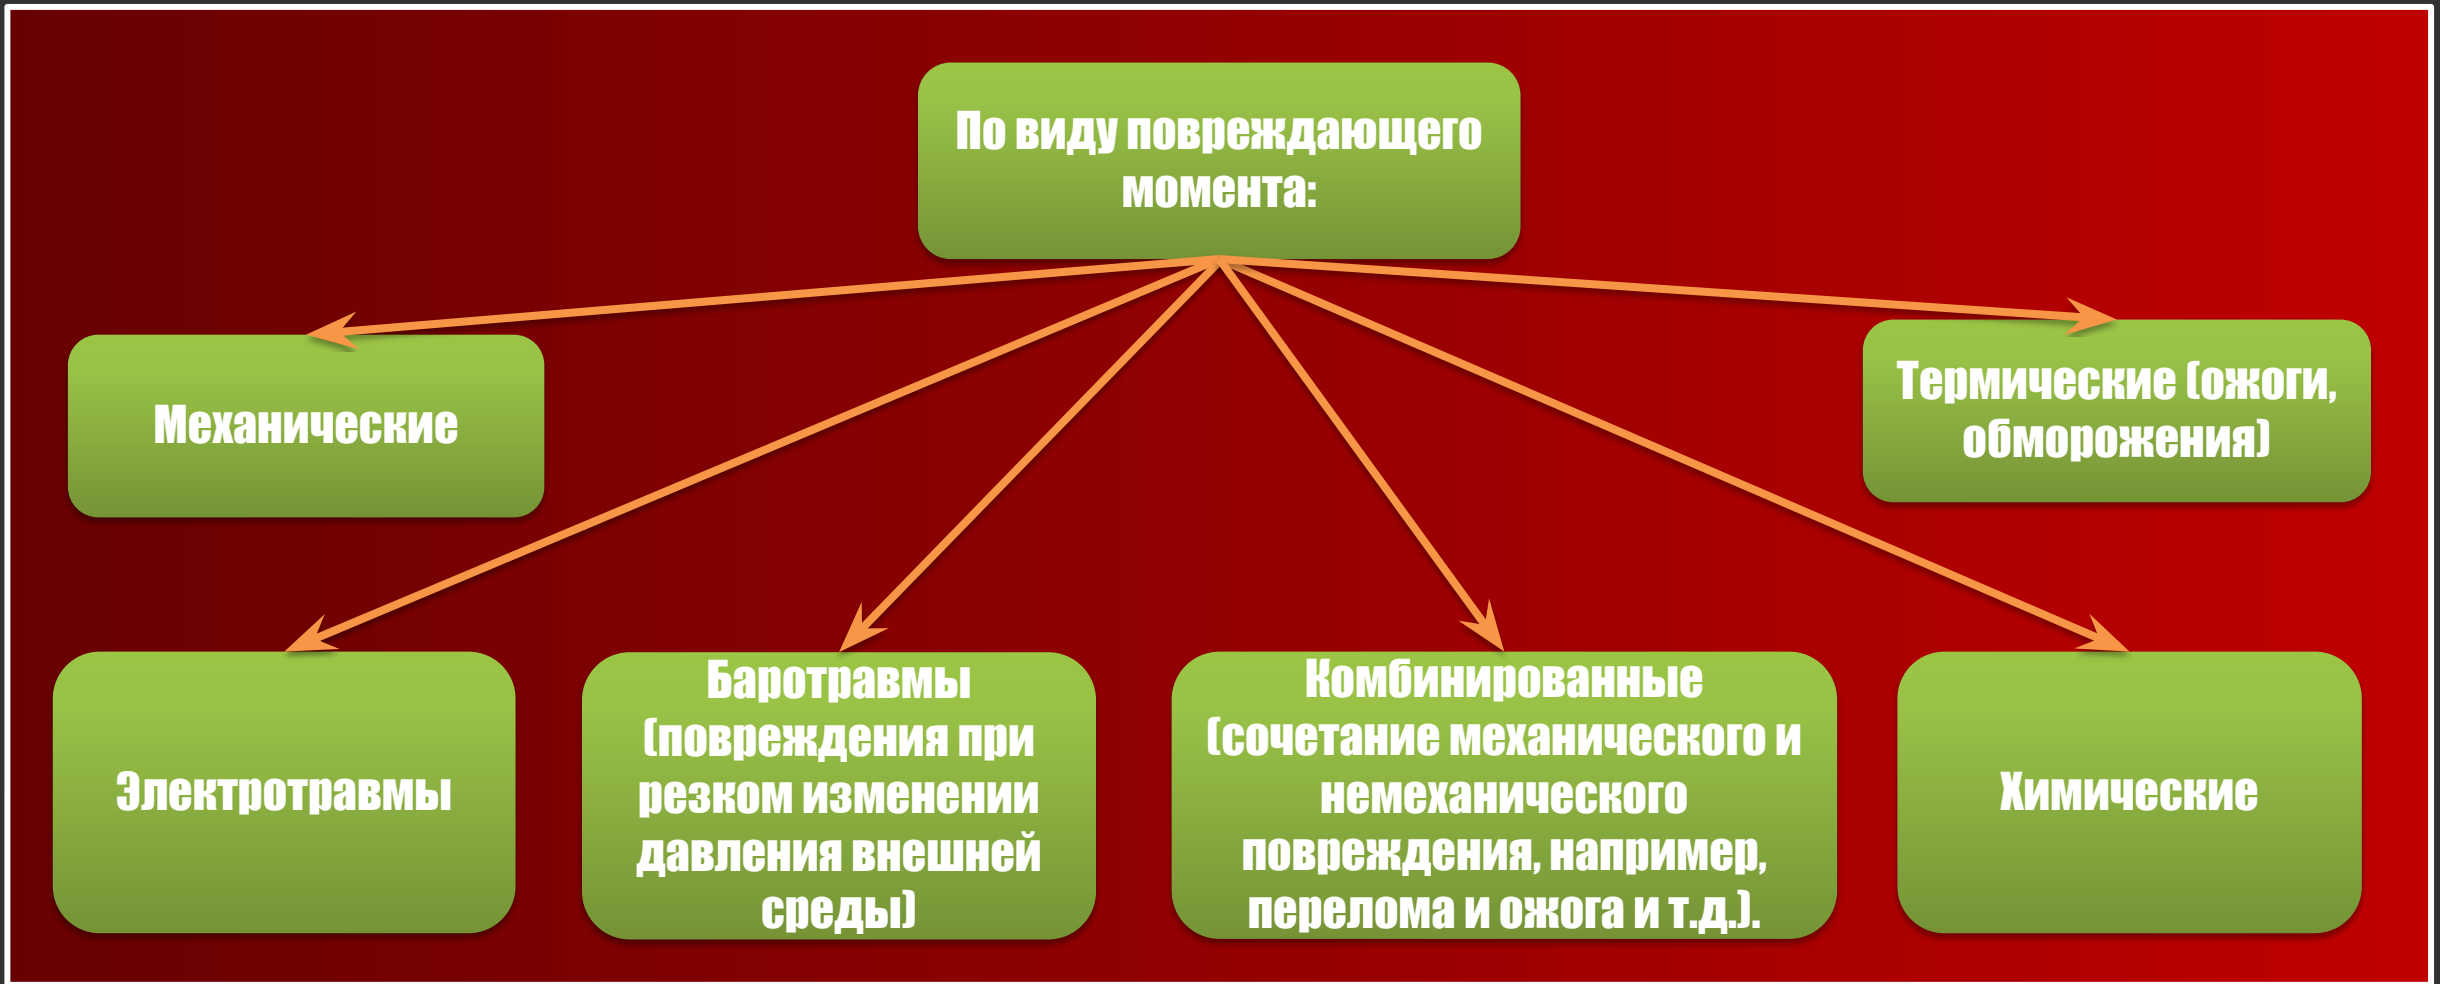 По виду повреждающего
момента:
Механические
Термические (ожоги,
обморожения)
Электротравмы
Баротравмы
(повреждения при
резком изменении
давления внешней
среды)
Комбинированные
(сочетание механического и
немеханического
повреждения, например,
перелома и ожога и т.д.).
Химические